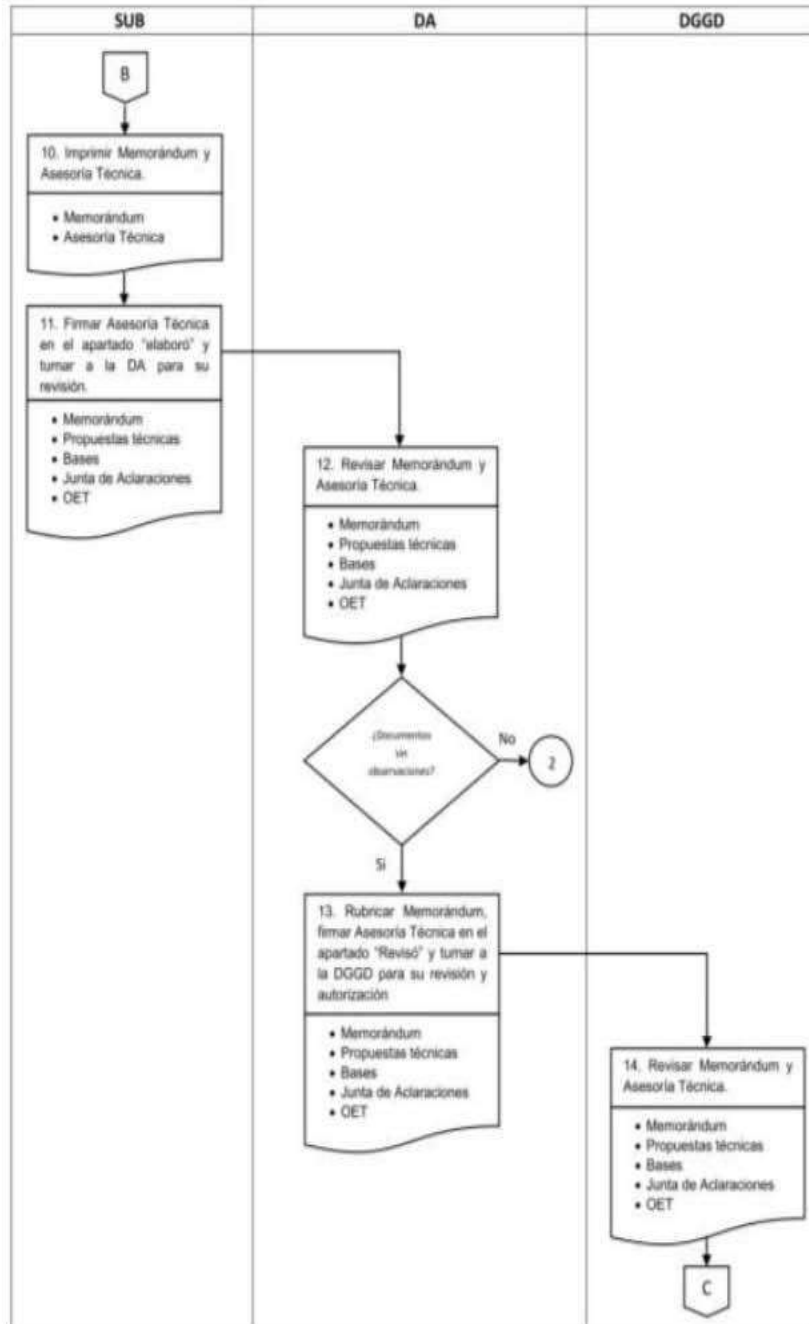 SUB
DA
DGGD
B
10. Imprimir Memorándum y
Asesoría Técnica.
• Memorándum
• Asesoría Técnica
11. Firmar Asesoría Técnica
en el apartado "elaboró" y
turnar a la DA para su
revisión.
• Memorándum
• Propuestas técnicas
• Bases
• Junta de Aclaraciones
• OET
12. Revisar Memorándum y
Asesoría Técnica.
• Memorándum
• Propuestas técnicas
• Bases
• Junta de Aclaraciones
• OET
¿Documentos
sin
observaciones?
No
2
Si
13. Rubricar Memorándum,
firmar Asesoría Técnica en el
apartado "Revisó" y turnar a
la DGGD para su revisión y
autorización
• Memorándum
• Propuestas técnicas
• Bases
• Junta de Aclaraciones
• OET
14. Revisar Memorándum y
Asesoría Técnica.
• Memorándum
• Propuestas técnicas
• Bases
• Junta de Aclaraciones
• OET
C